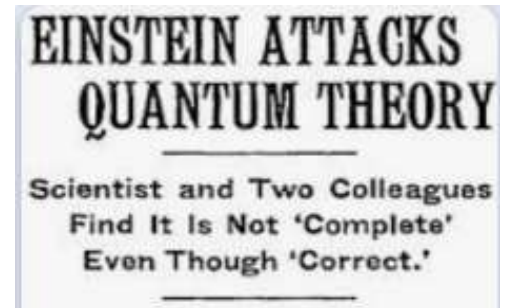 EINSTEIN ATTACKS
QUANTUM THEORY
Scientist and Two Colleagues
Find It Is Not ‘Complete’
Even Though ‘Correct.’